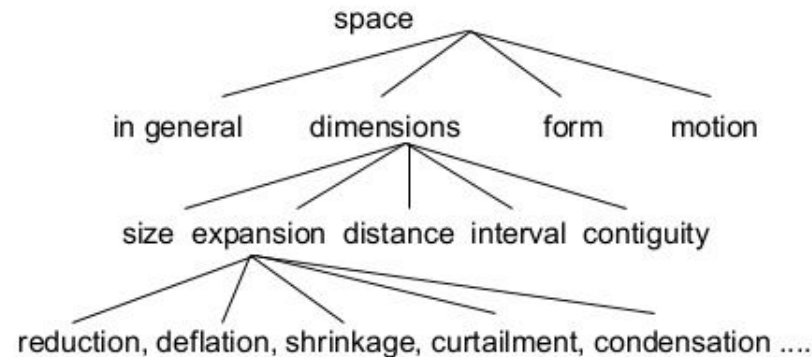 space
in general dimensions form motion
size expansion distance interval contiguity
reduction, deflation, shrinkage, curtailment, condensation ....